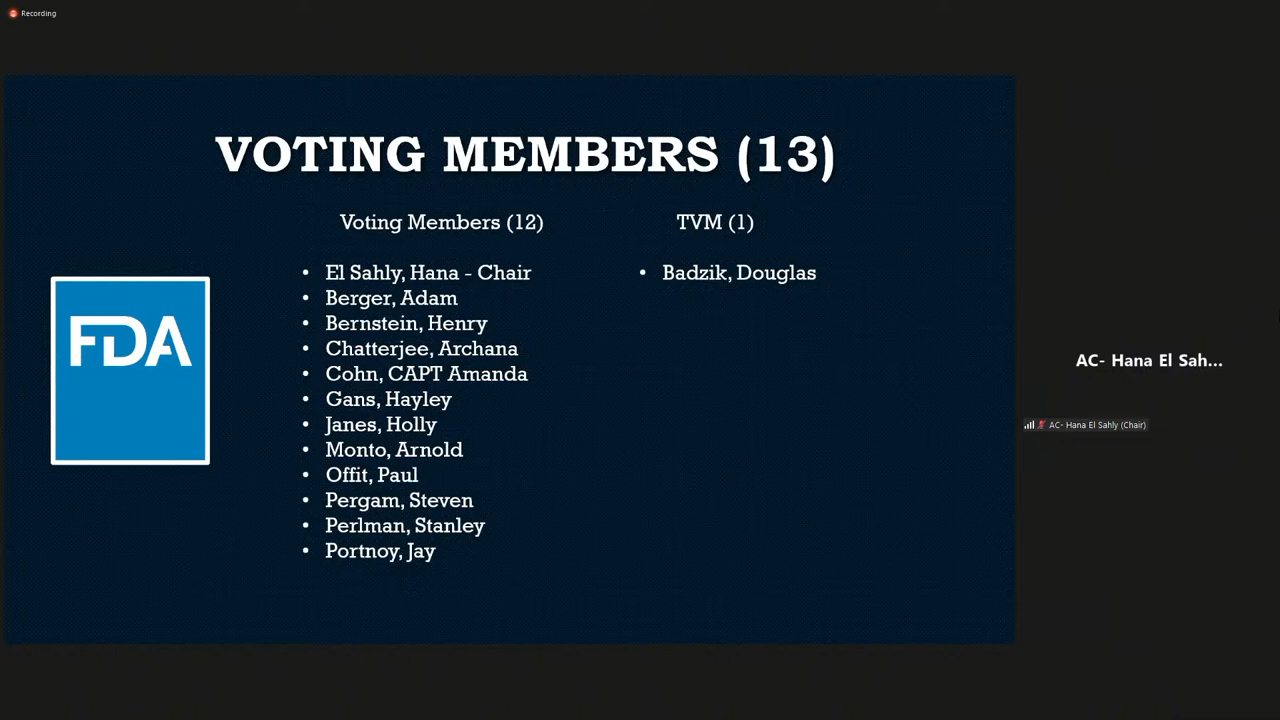 Recording
VOTING MEMBERS (13)
Voting Members (12)
• El Sahly, Hana - Chair
• Berger, Adam
• Bernstein, Henry
• Chatterjee, Archana
• Cohn, CAPT Amanda
• Gans, Hayley
• Janes, Holly
• Monto, Arnold
• Offit, Paul
• Pergam, Steven
• Perlman, Stanley
• Portnoy, Jay
TVM (1)
• Badzik, Douglas
FDA
AC- Hana El Sah...
AC- Hana El Sahly (Chair)